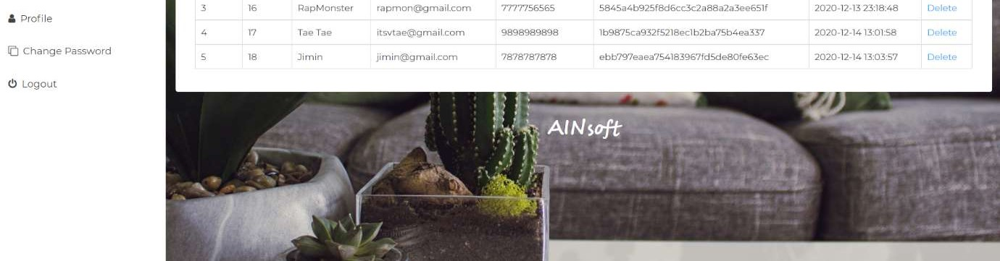 3 16 RapMonster rapmon@gmail.com 7777756565 5845a4b925f8d6cc3c2a88a2a3ee651f 2020-12-13 23:18:48 Delete
Profile
4 17 Tae Tae itsvtae@gmail.com 9898989898 1b9875ca932f5218ec1b2ba75b4ea337 2020-12-14 13:01:58 Delete
Change Password
5 18 Jimin jimin@gmail.com 7878787878 ebb797eaea754183967fd5de80fe63ec 2020-12-14 13:03:57 Delete
Logout
AINsoft